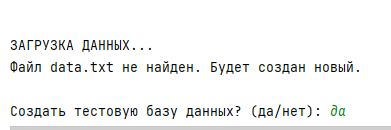 ЗАГРУЗКА ДАННЫХ...
Файл data.txt не найден. Будет создан новый.
Создать тестовую базу данных? (да/нет): да